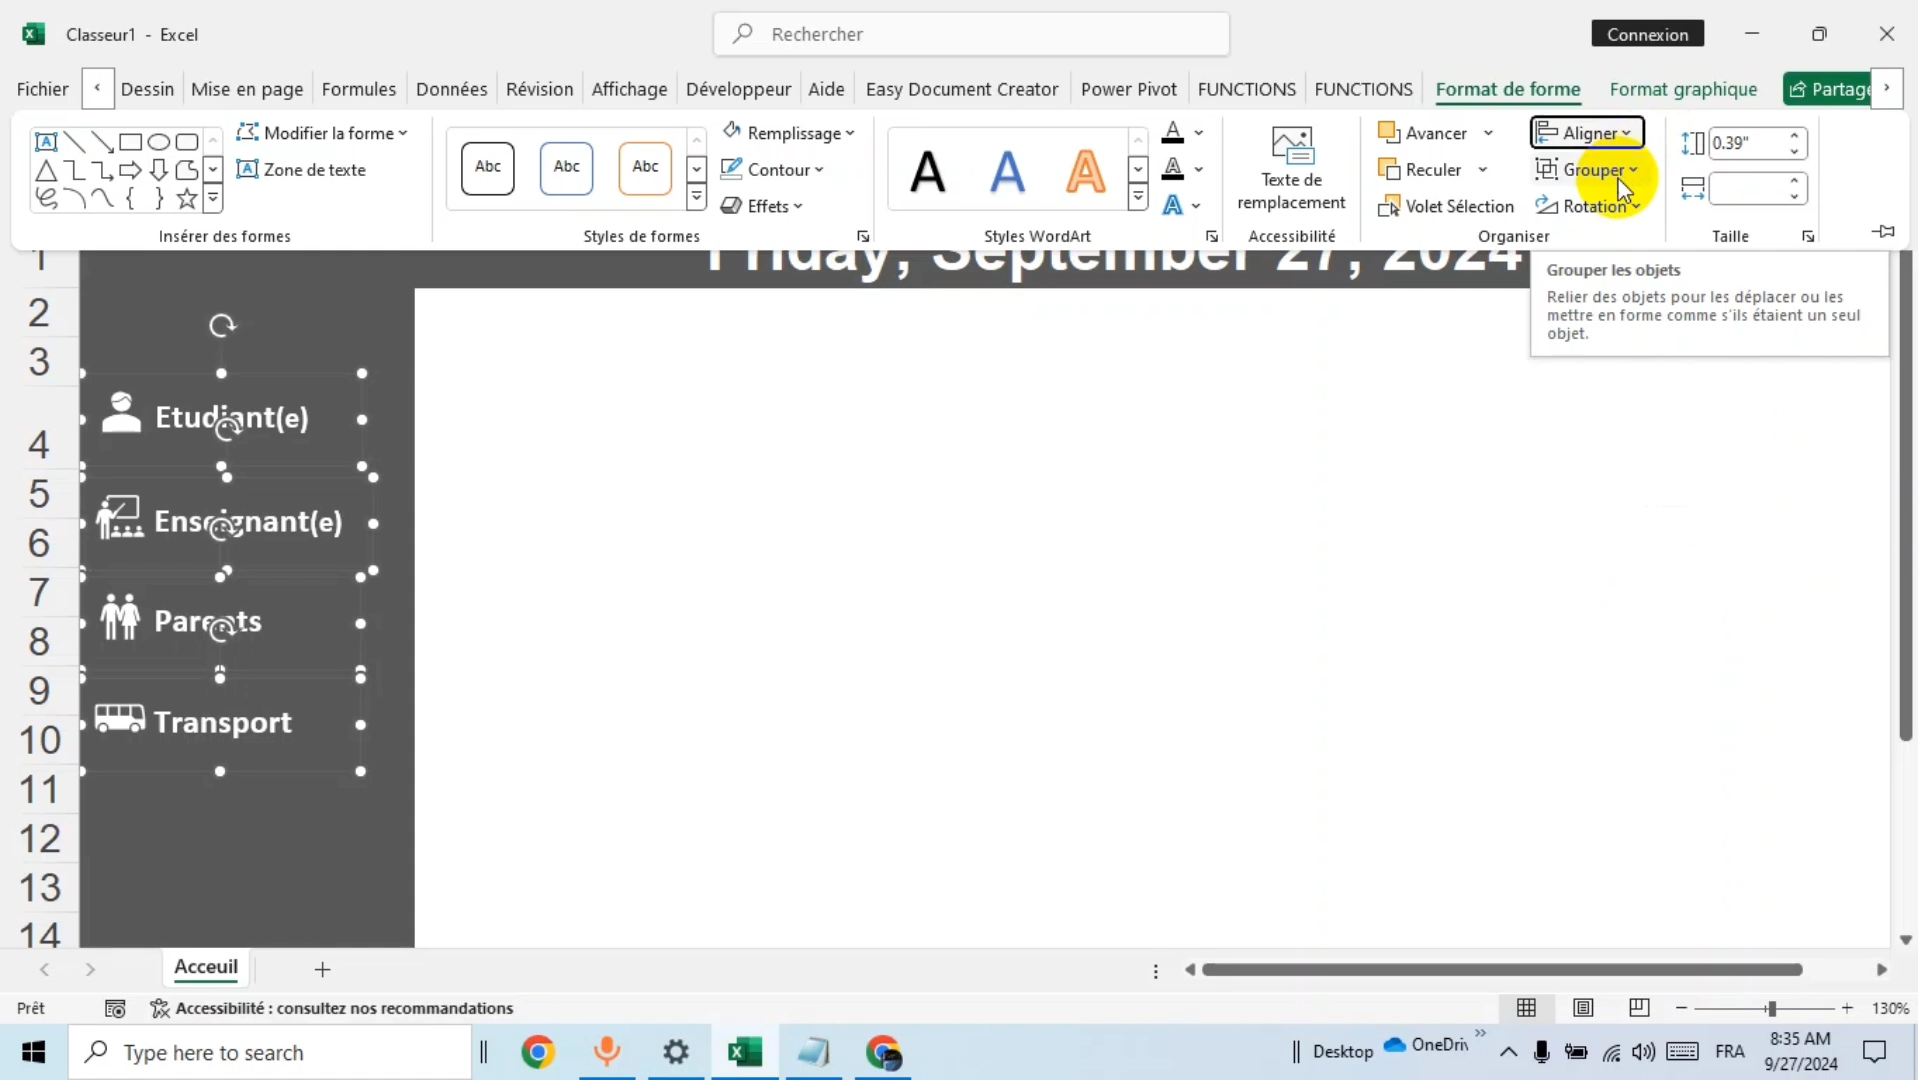 Classeur1 - Excel
Rechercher
Connexion
Fichier
Dessin
Mise en page
Formules
Données
Révision
Affichage
Développeur
Aide
Easy Document Creator
Power Pivot
FUNCTIONS
FUNCTIONS
Format de forme
Format graphique
Partage
Modifier la forme
Zone de texte
Insérer des formes
Abc
Abc
Abc
Remplissage
Contour
Effets
Styles de formes
A
A
A
A
A
A
Styles WordArt
Texte de
remplacement
Accessibilité
Avancer
Reculer
Volet Sélection
Aligner
Grouper
Rotation
Organiser
0.39"
Taille
Grouper les objets
Relier des objets pour les déplacer ou les
mettre en forme comme s'ils étaient un seul
objet.
Friday, September 27, 2024
1
2
3
4
5
6
7
8
9
10
11
12
13
14
Etudiant(e)
Enseignant(e)
Parents
Transport
Acceuil
Prêt
Accessibilité : consultez nos recommandations
130%
Type here to search
Desktop
OneDriv
FRA
8:35 AM
9/27/2024